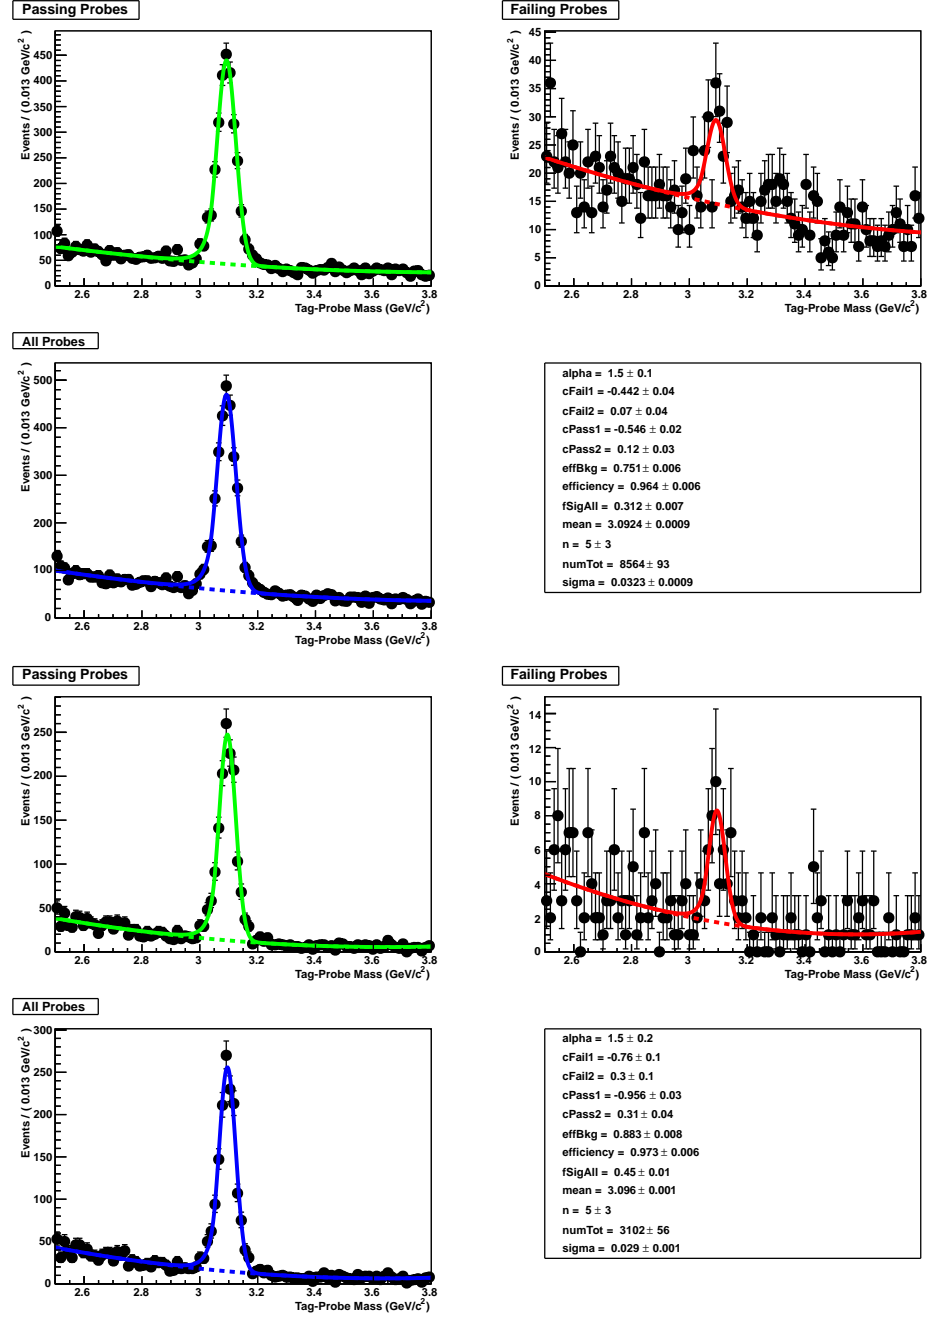 Passing Probes
Events / ( 0.013 GeV/c² )
450
400
350
300
250
200
150
100
50
0
2.6 2.8 3 3.2 3.4 3.6 3.8
Tag-Probe Mass (GeV/c²)
Failing Probes
Events / ( 0.013 GeV/c² )
45
40
35
30
25
20
15
10
5
0
2.6 2.8 3 3.2 3.4 3.6 3.8
Tag-Probe Mass (GeV/c²)
All Probes
Events / ( 0.013 GeV/c² )
500
400
300
200
100
0
2.6 2.8 3 3.2 3.4 3.6 3.8
Tag-Probe Mass (GeV/c²)
alpha = 1.5 ± 0.1
cFail1 = -0.442 ± 0.04
cFail2 = 0.07 ± 0.04
cPass1 = -0.546 ± 0.02
cPass2 = 0.12 ± 0.03
effBkg = 0.751 ± 0.006
efficiency = 0.964 ± 0.006
fSigAll = 0.312 ± 0.007
mean = 3.0924 ± 0.0009
n = 5 ± 3
numTot = 8564 ± 93
sigma = 0.0323 ± 0.0009
Passing Probes
Events / ( 0.013 GeV/c² )
250
200
150
100
50
0
2.6 2.8 3 3.2 3.4 3.6 3.8
Tag-Probe Mass (GeV/c²)
Failing Probes
Events / ( 0.013 GeV/c² )
14
12
10
8
6
4
2
0
2.6 2.8 3 3.2 3.4 3.6 3.8
Tag-Probe Mass (GeV/c²)
All Probes
Events / ( 0.013 GeV/c² )
300
250
200
150
100
50
0
2.6 2.8 3 3.2 3.4 3.6 3.8
Tag-Probe Mass (GeV/c²)
alpha = 1.5 ± 0.2
cFail1 = -0.76 ± 0.1
cFail2 = 0.3 ± 0.1
cPass1 = -0.956 ± 0.03
cPass2 = 0.31 ± 0.04
effBkg = 0.883 ± 0.008
efficiency = 0.973 ± 0.006
fSigAll = 0.45 ± 0.01
mean = 3.096 ± 0.001
n = 5 ± 3
numTot = 3102 ± 56
sigma = 0.029 ± 0.001